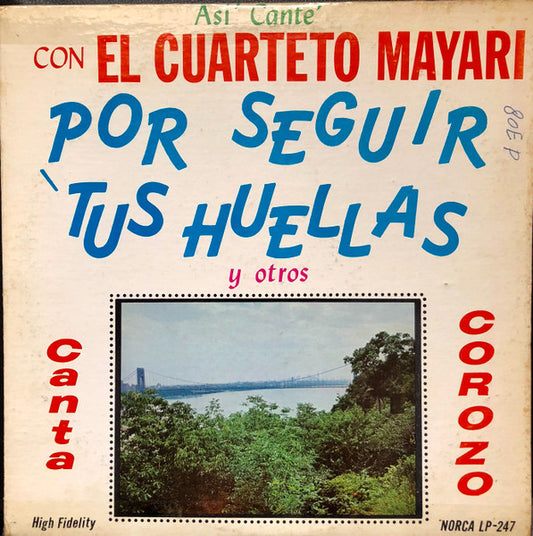 Así Canté
CON EL CUARTETO MAYARI
POR SEGUIR
TUS HUELLAS
y otros
Canta
COROZO
High Fidelity
NORCA LP-247